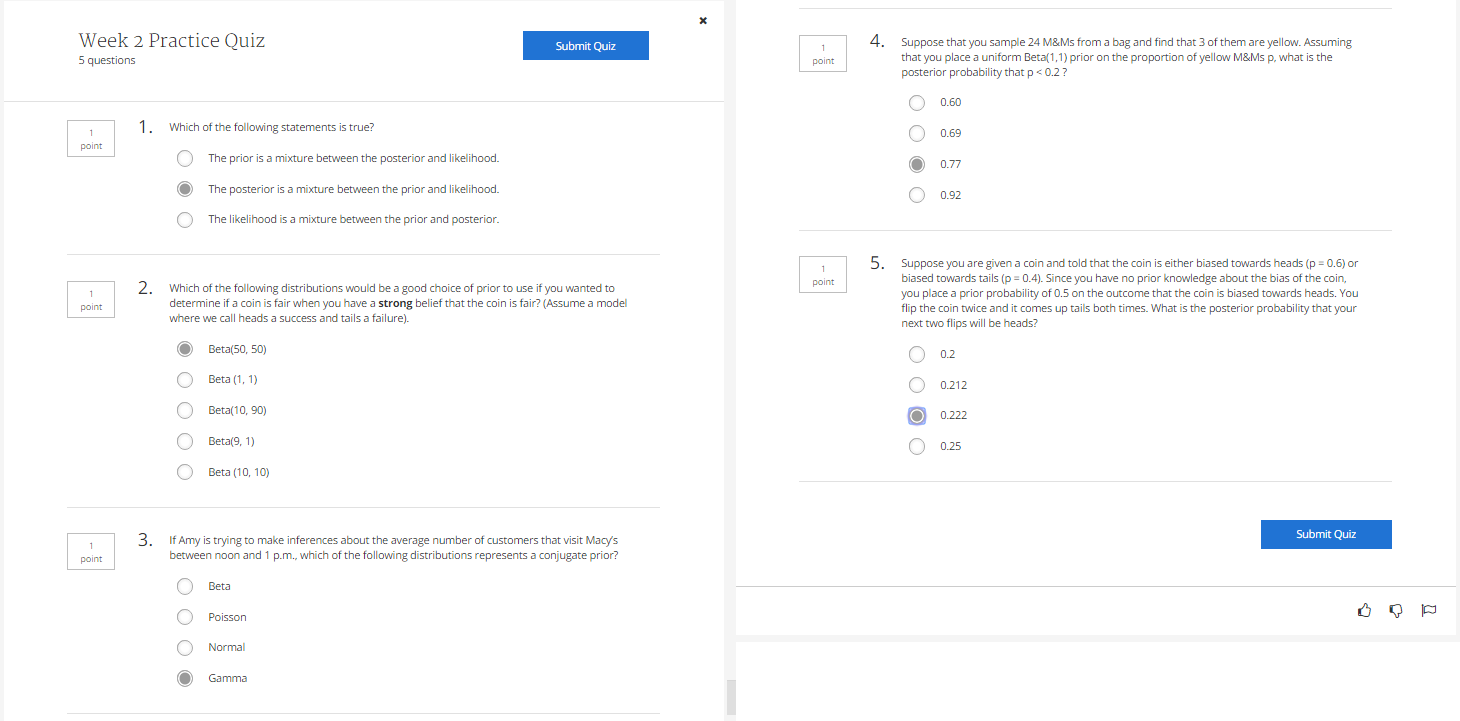 Week 2 Practice Quiz
5 questions
Submit Quiz
×
1
point
1. Which of the following statements is true?
The prior is a mixture between the posterior and likelihood.
The posterior is a mixture between the prior and likelihood.
The likelihood is a mixture between the prior and posterior.
1
point
2. Which of the following distributions would be a good choice of prior to use if you wanted to
determine if a coin is fair when you have a strong belief that the coin is fair? (Assume a model
where we call heads a success and tails a failure).
Beta(50, 50)
Beta (1, 1)
Beta(10, 90)
Beta(9, 1)
Beta (10, 10)
1
point
3. If Amy is trying to make inferences about the average number of customers that visit Macy's
between noon and 1 p.m., which of the following distributions represents a conjugate prior?
Beta
Poisson
Normal
Gamma
1
point
4. Suppose that you sample 24 M&Ms from a bag and find that 3 of them are yellow. Assuming
that you place a uniform Beta(1,1) prior on the proportion of yellow M&Ms p, what is the
posterior probability that p < 0.2 ?
0.60
0.69
0.77
0.92
1
point
5. Suppose you are given a coin and told that the coin is either biased towards heads (p = 0.6) or
biased towards tails (p = 0.4). Since you have no prior knowledge about the bias of the coin,
you place a prior probability of 0.5 on the outcome that the coin is biased towards heads. You
flip the coin twice and it comes up tails both times. What is the posterior probability that your
next two flips will be heads?
0.2
0.212
0.222
0.25
Submit Quiz